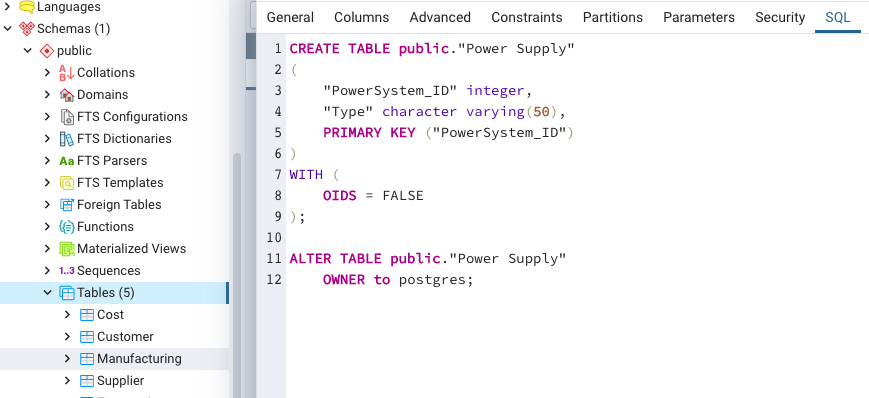 Languages
Schemas (1)
public
Collations
Domains
FTS Configurations
FTS Dictionaries
Aa FTS Parsers
FTS Templates
Foreign Tables
Functions
Materialized Views
1..3 Sequences
Tables (5)
Cost
Customer
Manufacturing
Supplier
General Columns Advanced Constraints Partitions Parameters Security SQL
1 CREATE TABLE public."Power Supply"
2 (
3     "PowerSystem_ID" integer,
4     "Type" character varying(50),
5     PRIMARY KEY ("PowerSystem_ID")
6 )
7 WITH (
8     OIDS = FALSE
9 );
10
11 ALTER TABLE public."Power Supply"
12     OWNER to postgres;